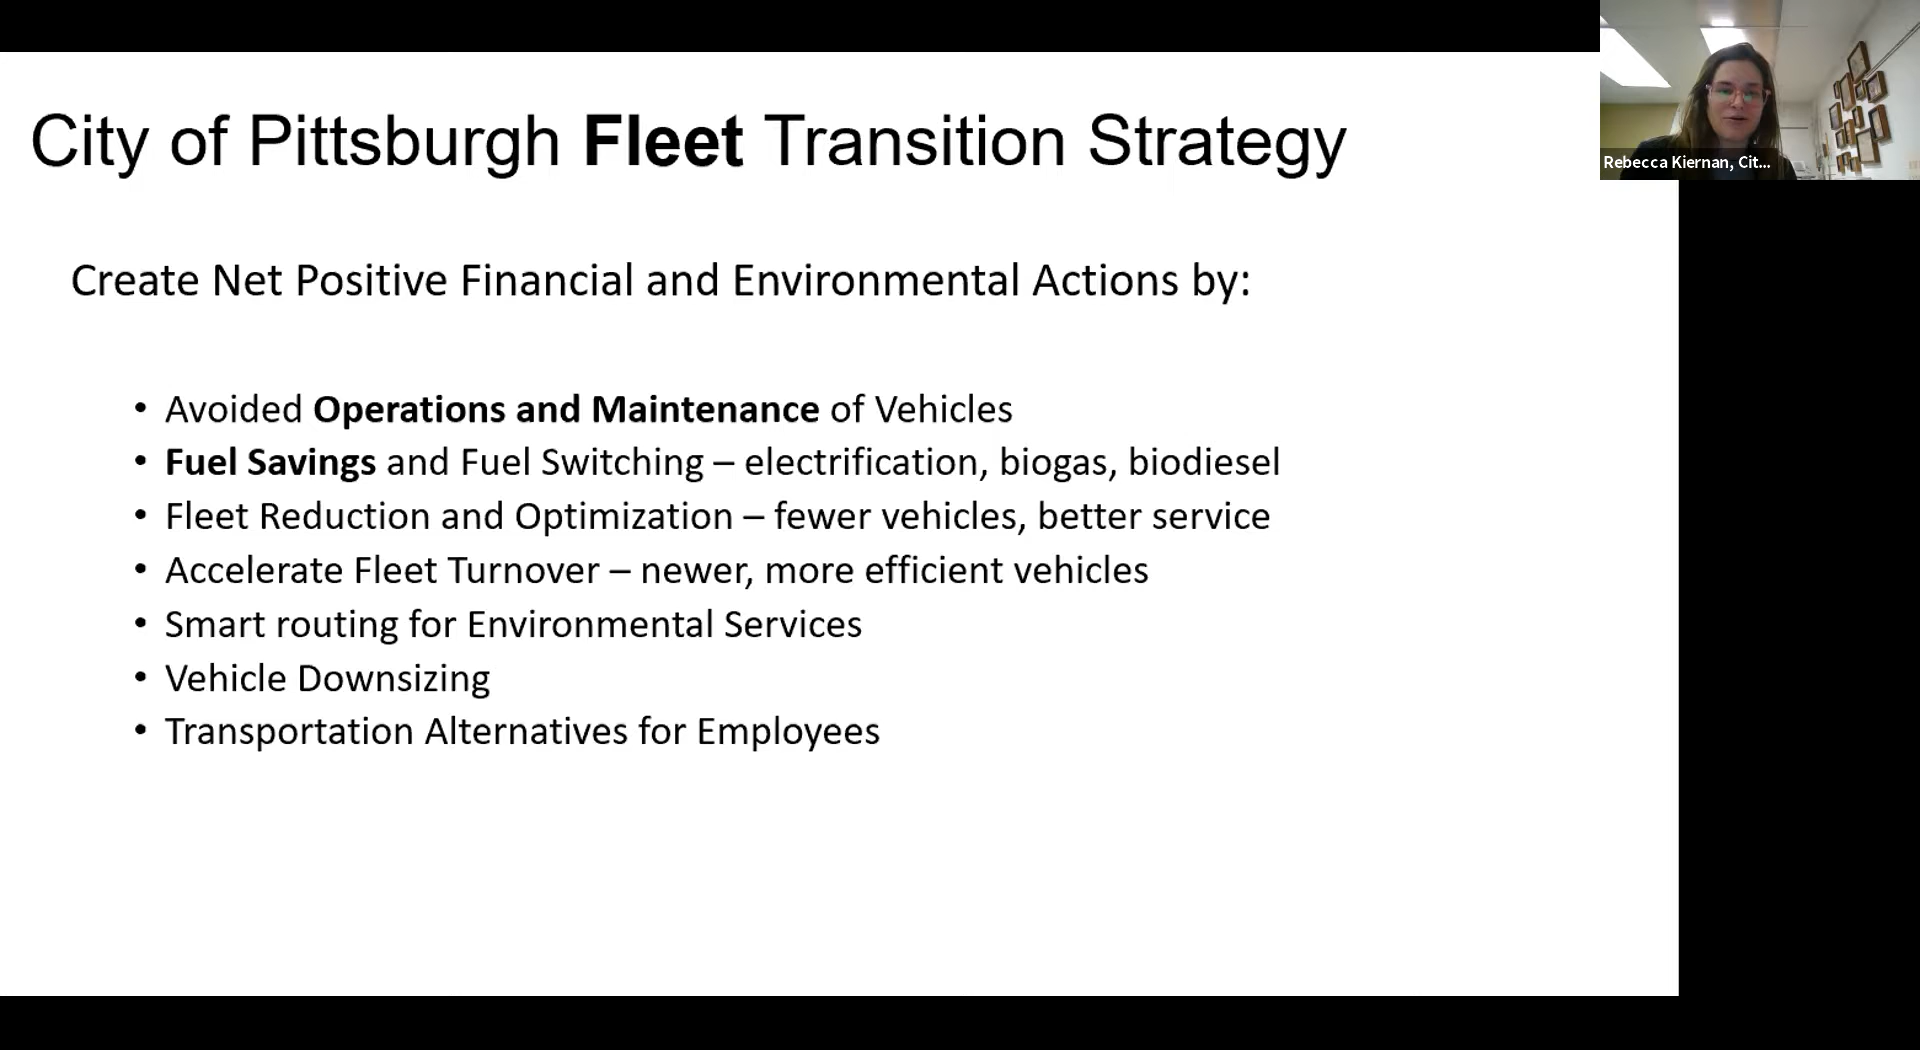 City of Pittsburgh Fleet Transition Strategy
Rebecca Kiernan, Cit...
Create Net Positive Financial and Environmental Actions by:
• Avoided Operations and Maintenance of Vehicles
• Fuel Savings and Fuel Switching – electrification, biogas, biodiesel
• Fleet Reduction and Optimization – fewer vehicles, better service
• Accelerate Fleet Turnover – newer, more efficient vehicles
• Smart routing for Environmental Services
• Vehicle Downsizing
• Transportation Alternatives for Employees